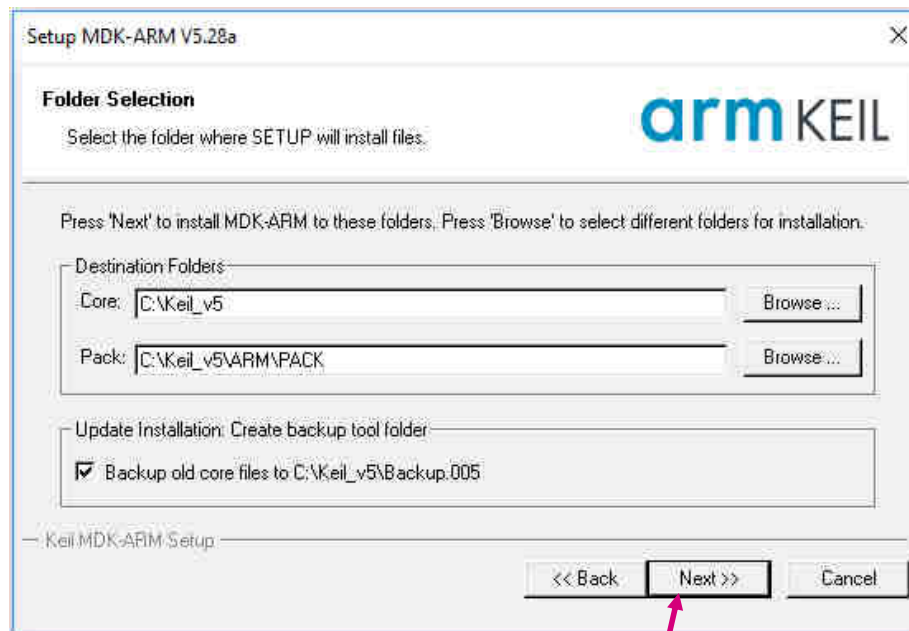 Setup MDK-ARM V5.28a
Folder Selection
Select the folder where SETUP will install files.
arm KEIL
Press 'Next' to install MDK-ARM to these folders. Press 'Browse' to select different folders for installation.
Destination Folders
Core: C:\Keil_v5 Browse ...
Pack: C:\Keil_v5\ARM\PACK Browse ...
Update Installation: Create backup tool folder
Backup old core files to C:\Keil_v5\Backup.005
Keil MDK-ARM Setup
<< Back Next >> Cancel